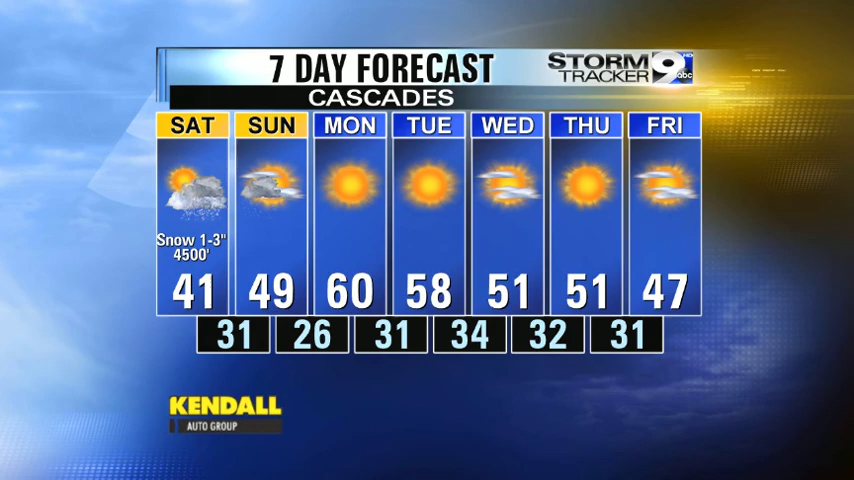 7 DAY FORECAST
STORM
TRACKER
9
HD
abc
CASCADES
SAT SUN MON TUE WED THU FRI
Snow 1-3"
4500'
41 49 60 58 51 51 47
31 26 31 34 32 31
KENDALL
AUTO GROUP